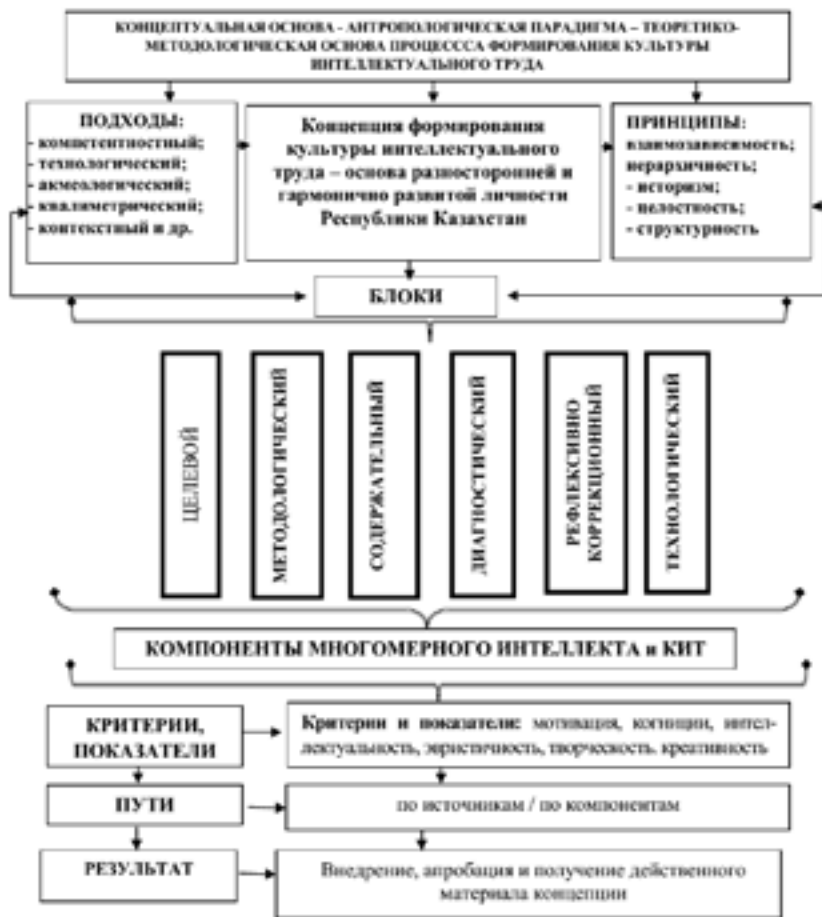 КОНЦЕПТУАЛЬНАЯ ОСНОВА - АНТРОПОЛОГИЧЕСКАЯ ПАРАДИГМА – ТЕОРЕТИКО-
МЕТОДОЛОГИЧЕСКАЯ ОСНОВА ПРОЦЕСССА ФОРМИРОВАНИЯ КУЛЬТУРЫ
ИНТЕЛЛЕКТУАЛЬНОГО ТРУДА
ПОДХОДЫ:
- компетентностный;
- технологический;
- акмеологический;
- квалиметрический;
- контекстный и др.
Концепция формирования
культуры интеллектуального
труда – основа разносторонней и
гармонично развитой личности
Республики Казахстан
ПРИНЦИПЫ:
взаимозависимость;
иерархичность;
- историзм;
- целостность;
- структурность
БЛОКИ
ЦЕЛЕВОЙ
МЕТОДОЛОГИЧЕСКИЙ
СОДЕРЖАТЕЛЬНЫЙ
ДИАГНОСТИЧЕСКИЙ
РЕФЛЕКСИВНО
КОРРЕКЦИОННЫЙ
ТЕХНОЛОГИЧЕСКИЙ
КОМПОНЕНТЫ МНОГОМЕРНОГО ИНТЕЛЛЕКТА и КИТ
КРИТЕРИИ,
ПОКАЗАТЕЛИ
Критерии и показатели: мотивация, когниции, интел-
лектуальность, эвристичность, творческость. креативность
ПУТИ
по источникам / по компонентам
РЕЗУЛЬТАТ
Внедрение, апробация и получение действенного
материала концепции